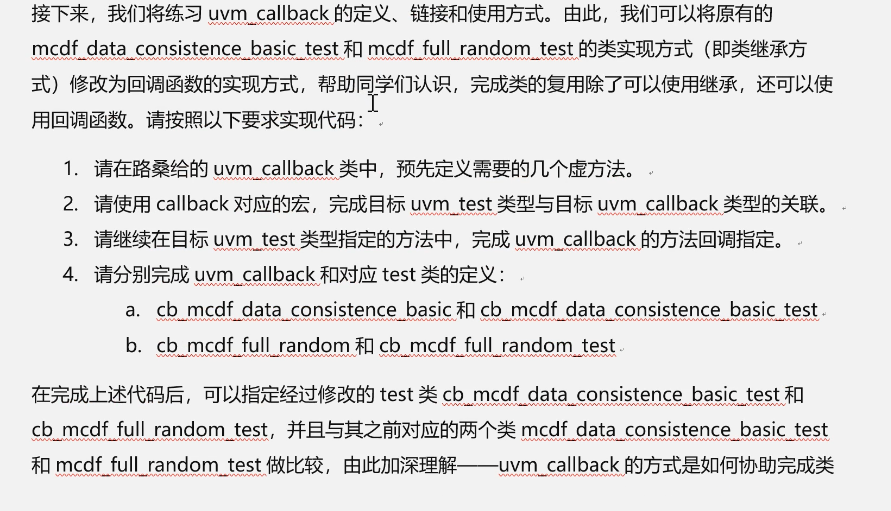 接下来，我们将练习 uvm_callback 的定义、链接和使用方式。由此，我们可以将原有的
mcdf_data_consistence_basic_test 和 mcdf_full_random_test 的类实现方式（即类继承方
式）修改为回调函数的实现方式，帮助同学们认识，完成类的复用除了可以使用继承，还可以使
用回调函数。请按照以下要求实现代码：
1. 请在路桑给的 uvm_callback 类中，预先定义需要的几个虚方法。
2. 请使用 callback 对应的宏，完成目标 uvm_test 类型与目标 uvm_callback 类型的关联。
3. 请继续在目标 uvm_test 类型指定的方法中，完成 uvm_callback 的方法回调指定。
4. 请分别完成 uvm_callback 和对应 test 类的定义：
a. cb_mcdf_data_consistence_basic 和 cb_mcdf_data_consistence_basic_test
b. cb_mcdf_full_random 和 cb_mcdf_full_random_test
在完成上述代码后，可以指定经过修改的 test 类 cb_mcdf_data_consistence_basic_test 和
cb_mcdf_full_random_test，并且与其之前对应的两个类 mcdf_data_consistence_basic_test
和 mcdf_full_random_test 做比较，由此加深理解——uvm_callback 的方式是如何协助完成类